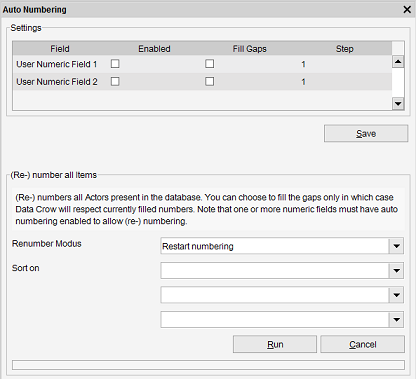 Auto Numbering
Settings
Field Enabled Fill Gaps Step
User Numeric Field 1 1
User Numeric Field 2 1
Save
(Re-) number all Items
(Re-) numbers all Actors present in the database. You can choose to fill the gaps only in which case
Data Crow will respect currently filled numbers. Note that one or more numeric fields must have auto
numbering enabled to allow (re-) numbering.
Renumber Modus Restart numbering
Sort on
Run Cancel